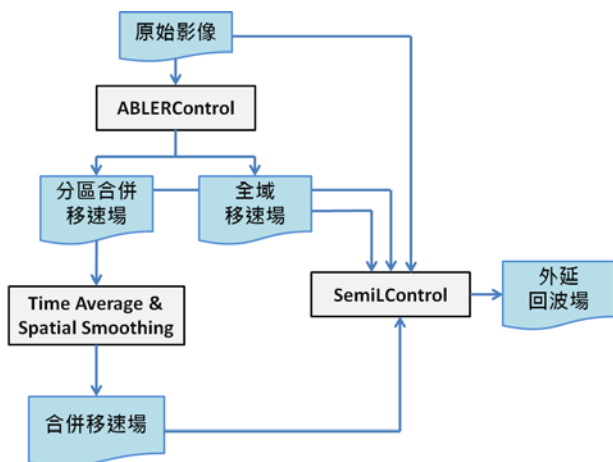 原始影像
ABLERControl
分區合併
移速場
全域
移速場
Time Average &
Spatial Smoothing
SemiLControl
外延
回波場
合併移速場